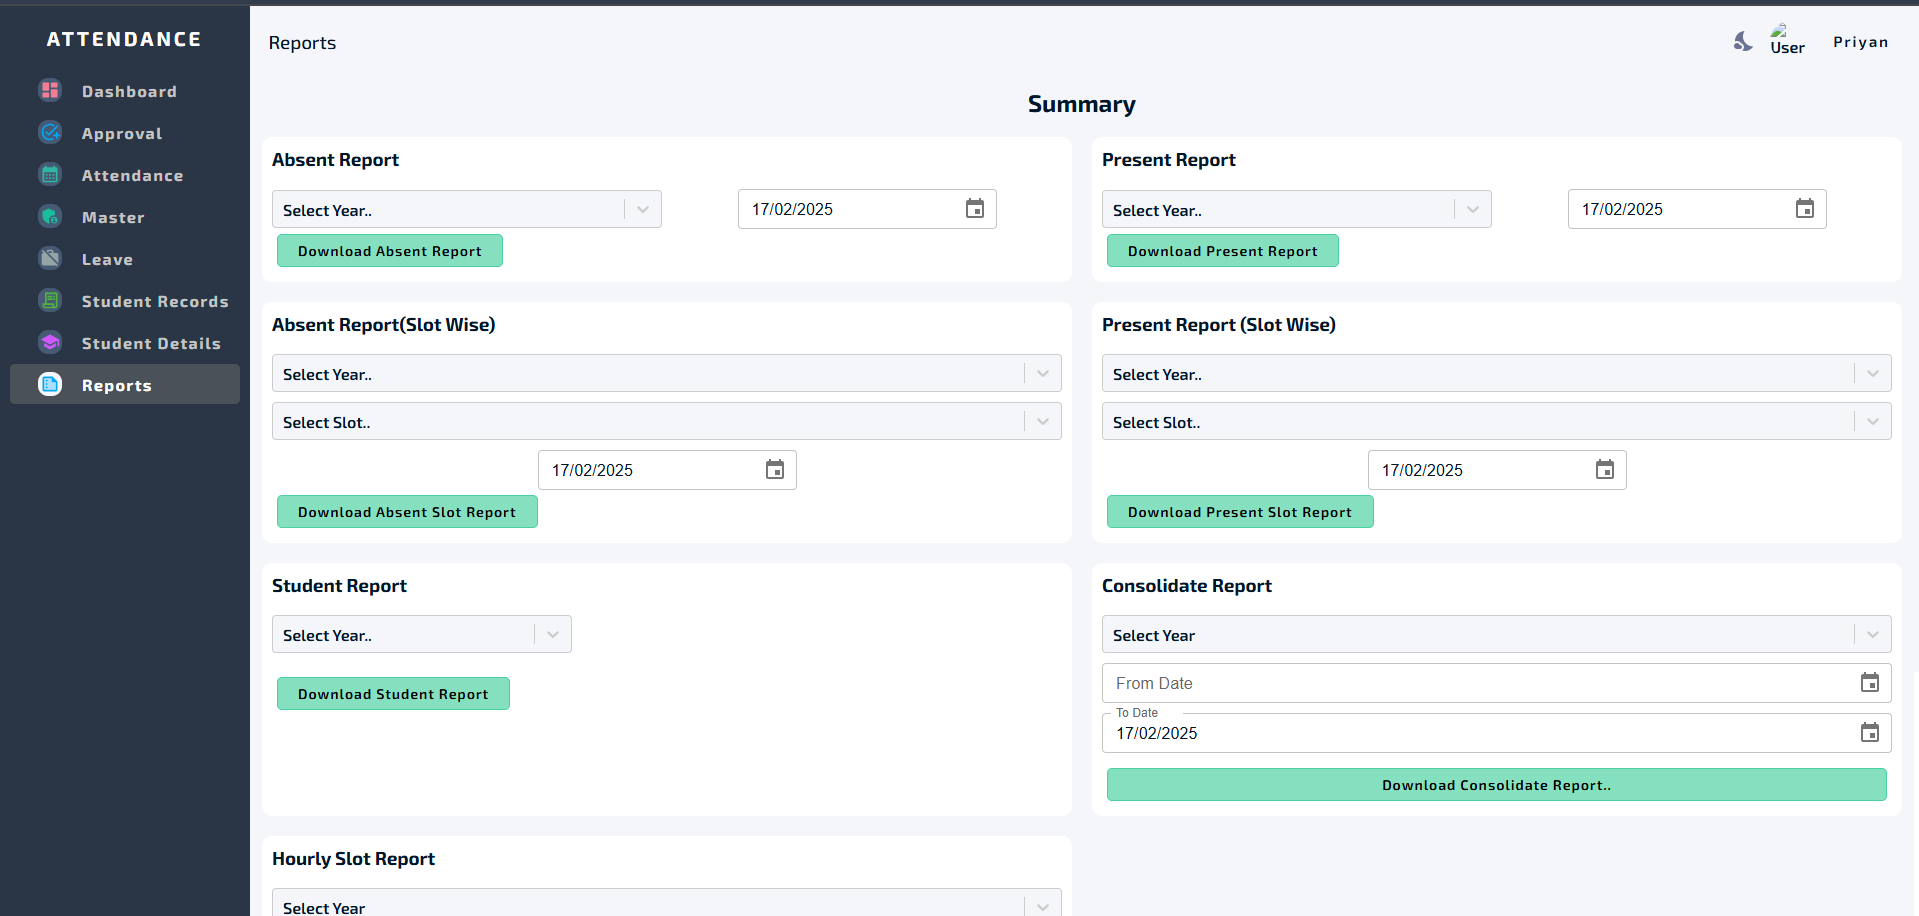 ATTENDANCE
Dashboard
Approval
Attendance
Master
Leave
Student Records
Student Details
Reports
Reports
User
Priyan
Summary
Absent Report
Select Year..
17/02/2025
Download Absent Report
Present Report
Select Year..
17/02/2025
Download Present Report
Absent Report(Slot Wise)
Select Year..
Select Slot..
17/02/2025
Download Absent Slot Report
Present Report (Slot Wise)
Select Year..
Select Slot..
17/02/2025
Download Present Slot Report
Student Report
Select Year..
Download Student Report
Consolidate Report
Select Year
From Date
To Date
17/02/2025
Download Consolidate Report..
Hourly Slot Report
Select Year